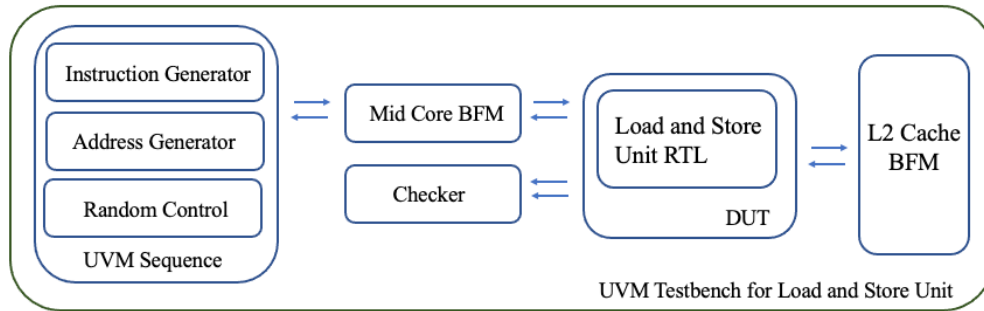 Instruction Generator
Address Generator
Random Control
UVM Sequence
Mid Core BFM
Checker
Load and Store
Unit RTL
DUT
L2 Cache
BFM
UVM Testbench for Load and Store Unit